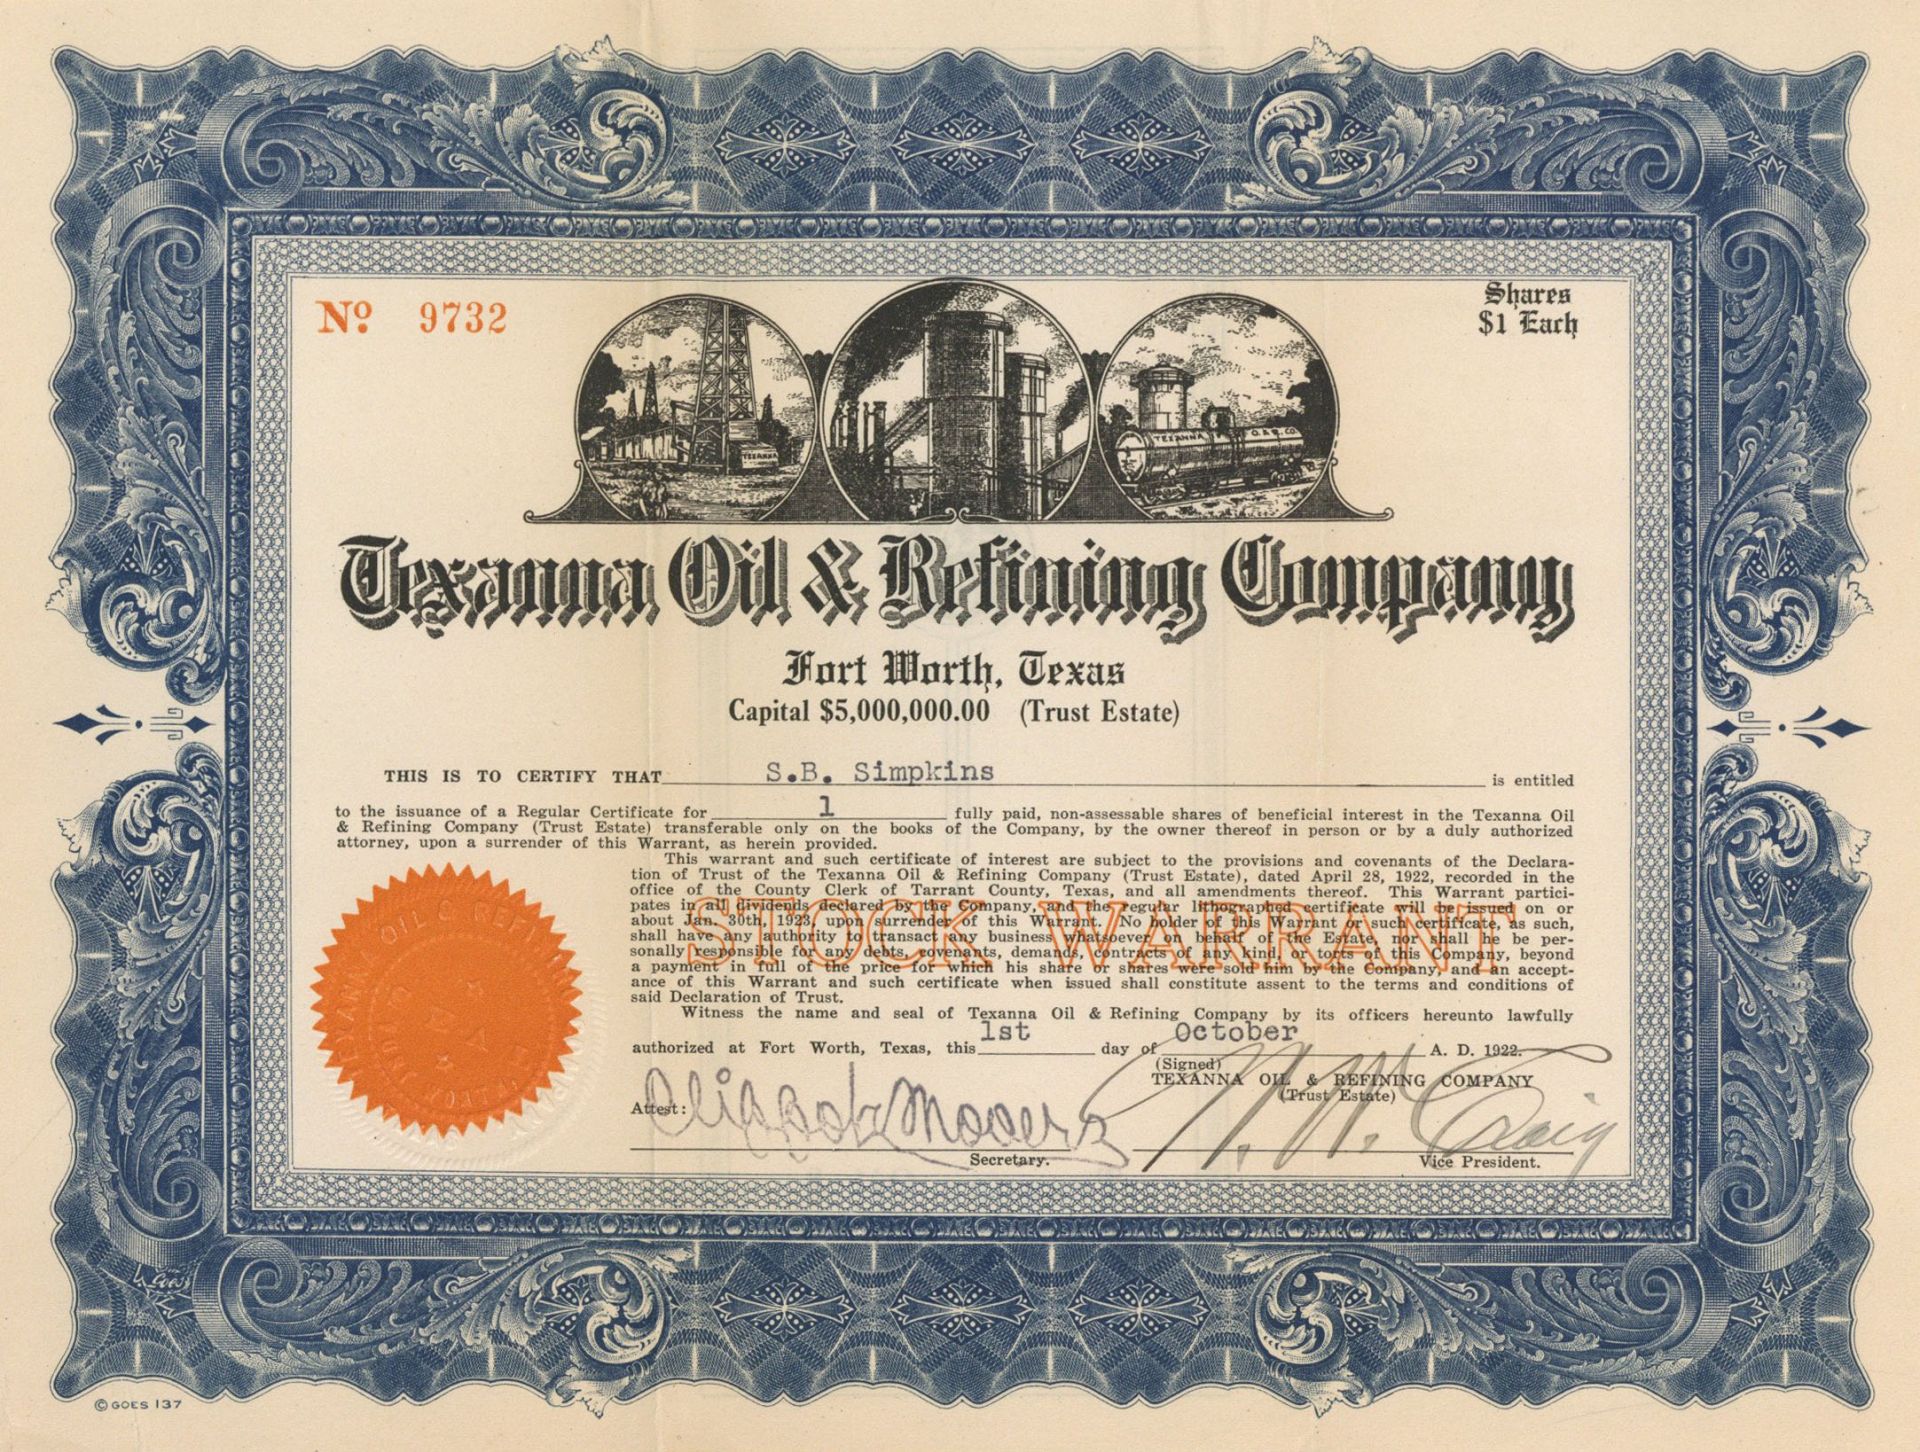 No. 9732
Shares
$1 Each
TEXANNA
TEXANNA O. & R. CO.
Texanna Oil & Refining Company
Fort Worth, Texas
Capital $5,000,000.00 (Trust Estate)
THIS IS TO CERTIFY THAT S.B. Simpkins is entitled
to the issuance of a Regular Certificate for 1 fully paid, non-assessable shares of beneficial interest in the Texanna Oil
& Refining Company (Trust Estate) transferable only on the books of the Company, by the owner thereof in person or by a duly authorized
attorney, upon a surrender of this Warrant, as herein provided.
This warrant and such certificate of interest are subject to the provisions and covenants of the Declara-
tion of Trust of the Texanna Oil & Refining Company (Trust Estate), dated April 28, 1922, recorded in the
office of the County Clerk of Tarrant County, Texas, and all amendments thereof. This Warrant partici-
pates in all dividends declared by the Company, and the regular lithographed certificate will be issued on or
about Jan. 30th, 1923, upon surrender of this Warrant. No holder of this Warrant or such certificate, as such,
shall have any authority to transact any business whatsoever on behalf of the Estate, nor shall he be per-
sonally responsible for any debts, covenants, demands, contracts of any kind, or torts of this Company, beyond
a payment in full of the price for which his share or shares were sold him by the Company, and an accept-
ance of this Warrant and such certificate when issued shall constitute assent to the terms and conditions of
said Declaration of Trust.
STOCK WARRANT
Witness the name and seal of Texanna Oil & Refining Company by its officers hereunto lawfully
authorized at Fort Worth, Texas, this 1st day of October A. D. 1922.
(Signed)
TEXANNA OIL & REFINING COMPANY
(Trust Estate)
Attest: Mooers
Craig
Secretary.
Vice President.
TEXANNA OIL & REFINING
© GOES 137